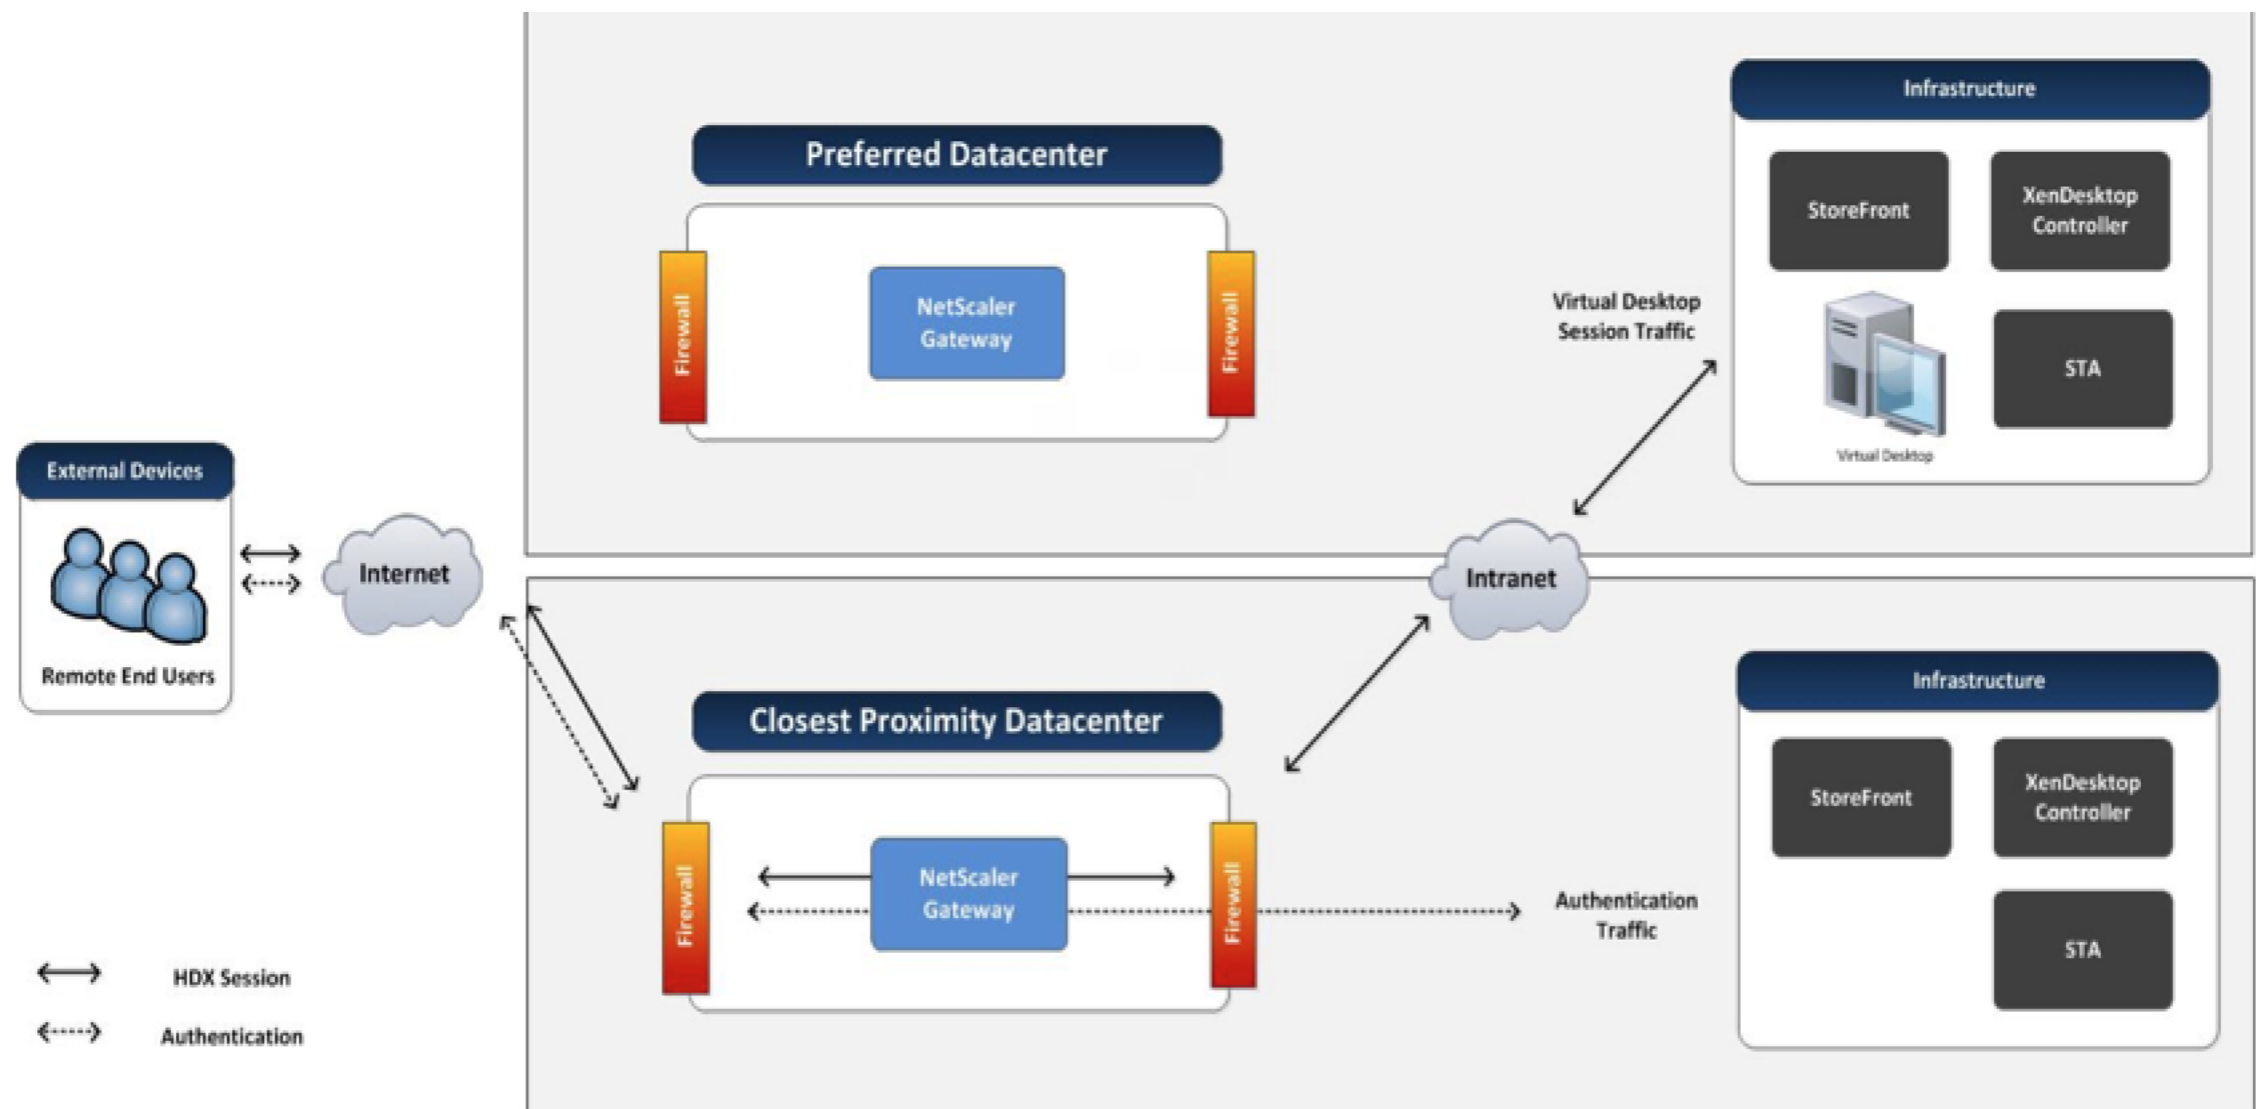 Infrastructure
Preferred Datacenter
StoreFront
XenDesktop
Controller
Firewall
NetScaler
Gateway
Firewall
Virtual Desktop
Session Traffic
STA
Virtual Desktop
External Devices
Internet
Intranet
Remote End Users
Infrastructure
Closest Proximity Datacenter
StoreFront
XenDesktop
Controller
Firewall
NetScaler
Gateway
Firewall
Authentication
Traffic
STA
HDX Session
Authentication